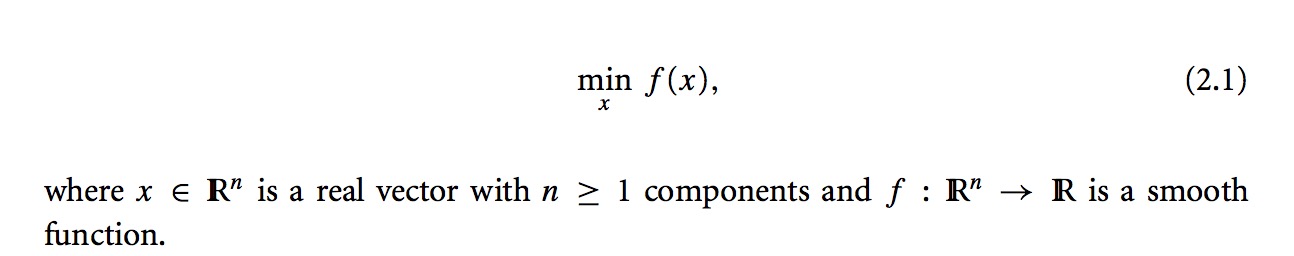 min f(x), (2.1)
x
where x ∈ ℝⁿ is a real vector with n ≥ 1 components and f : ℝⁿ → ℝ is a smooth
function.